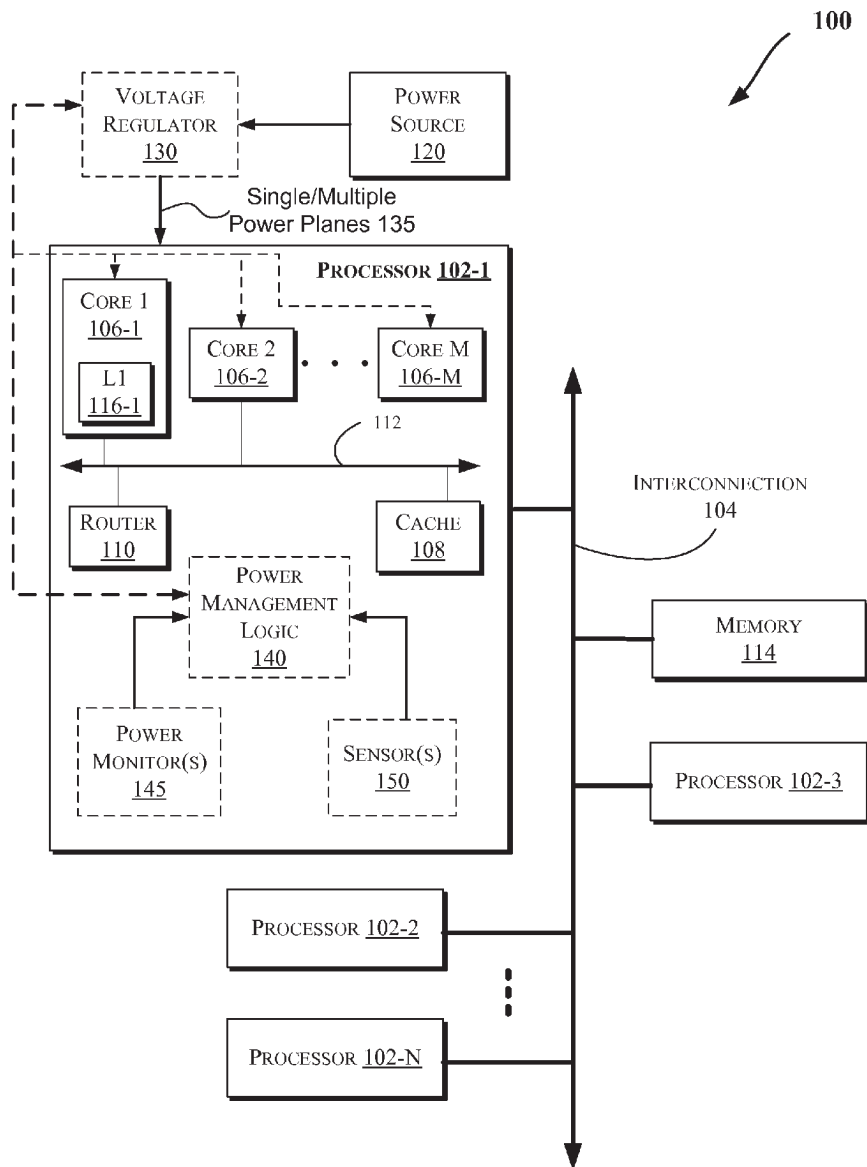 100
VOLTAGE
REGULATOR
130
POWER
SOURCE
120
Single/Multiple
Power Planes 135
PROCESSOR 102-1
CORE 1
106-1
L1
116-1
CORE 2
106-2
CORE M
106-M
112
ROUTER
110
CACHE
108
INTERCONNECTION
104
POWER
MANAGEMENT
LOGIC
140
MEMORY
114
POWER
MONITOR(S)
145
SENSOR(S)
150
PROCESSOR 102-3
PROCESSOR 102-2
PROCESSOR 102-N